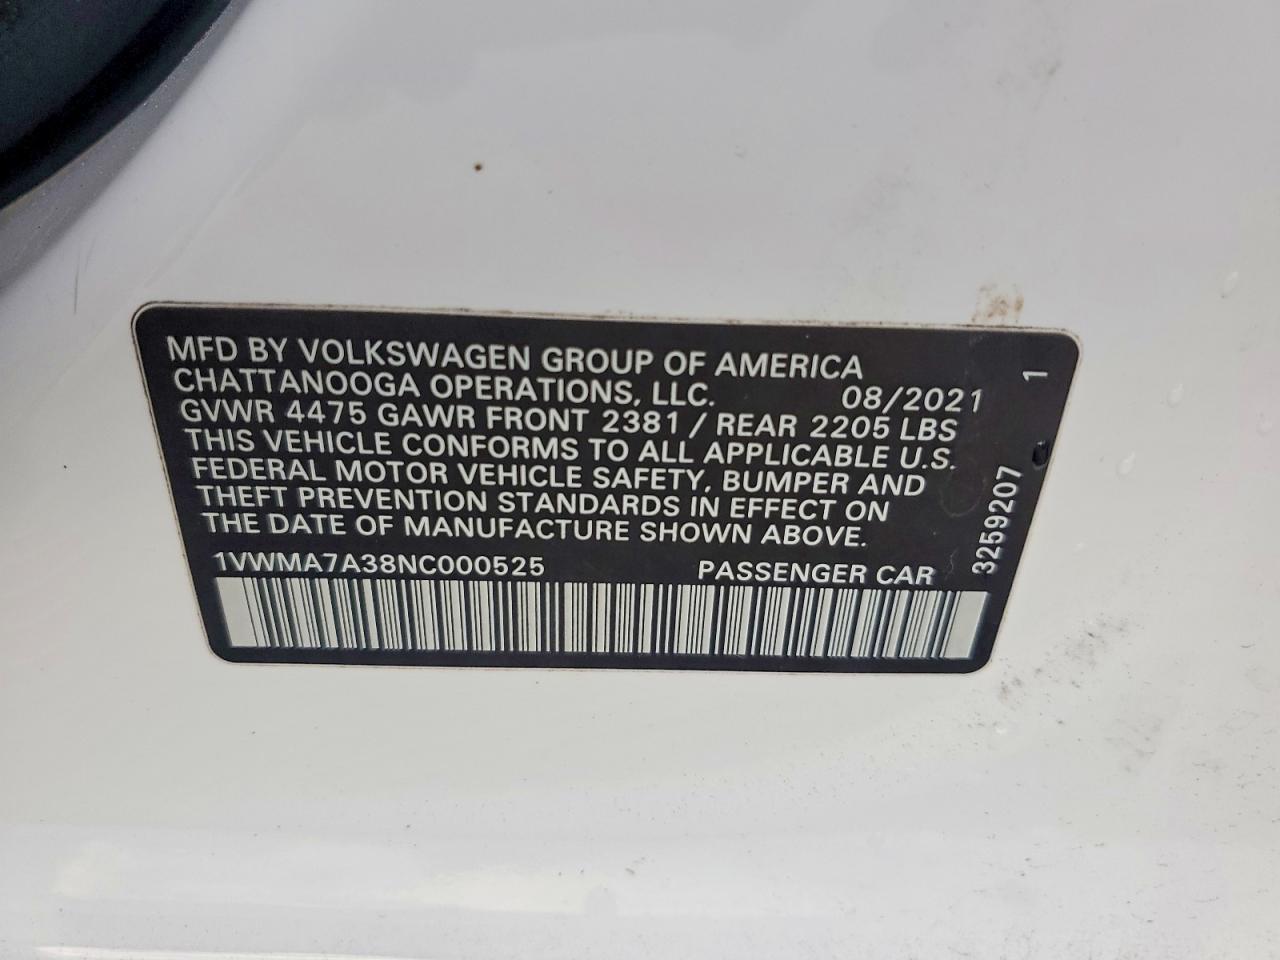 MFD BY VOLKSWAGEN GROUP OF AMERICA
CHATTANOOGA OPERATIONS, LLC. 08/2021
GVWR 4475 GAWR FRONT 2381 / REAR 2205 LBS
THIS VEHICLE CONFORMS TO ALL APPLICABLE U.S.
FEDERAL MOTOR VEHICLE SAFETY, BUMPER AND
THEFT PREVENTION STANDARDS IN EFFECT ON
THE DATE OF MANUFACTURE SHOWN ABOVE.
1VWMA7A38NC000525 PASSENGER CAR
3259207 1